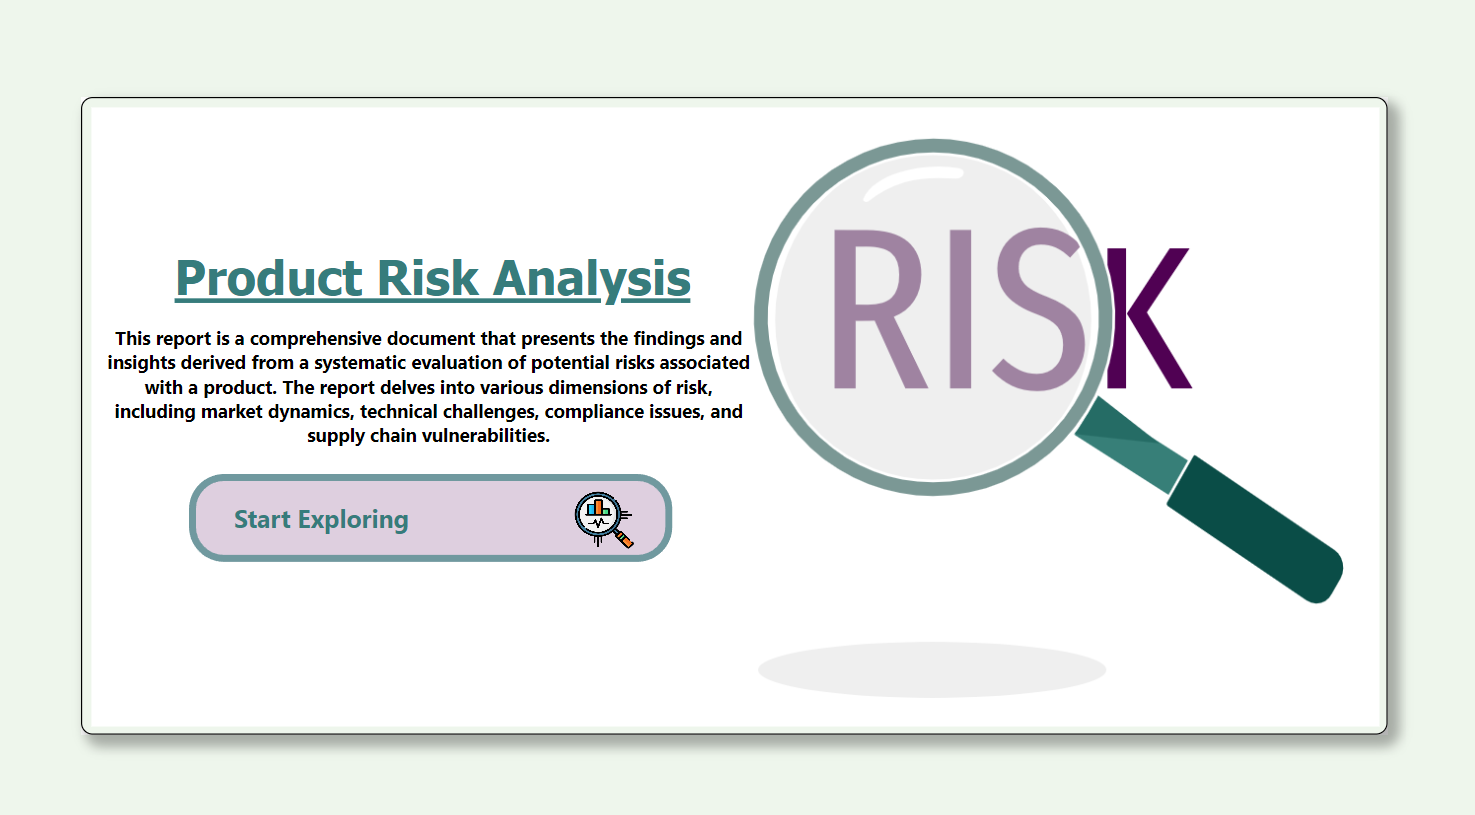 Product Risk Analysis
This report is a comprehensive document that presents the findings and
insights derived from a systematic evaluation of potential risks associated
with a product. The report delves into various dimensions of risk,
including market dynamics, technical challenges, compliance issues, and
supply chain vulnerabilities.
Start Exploring
RISK